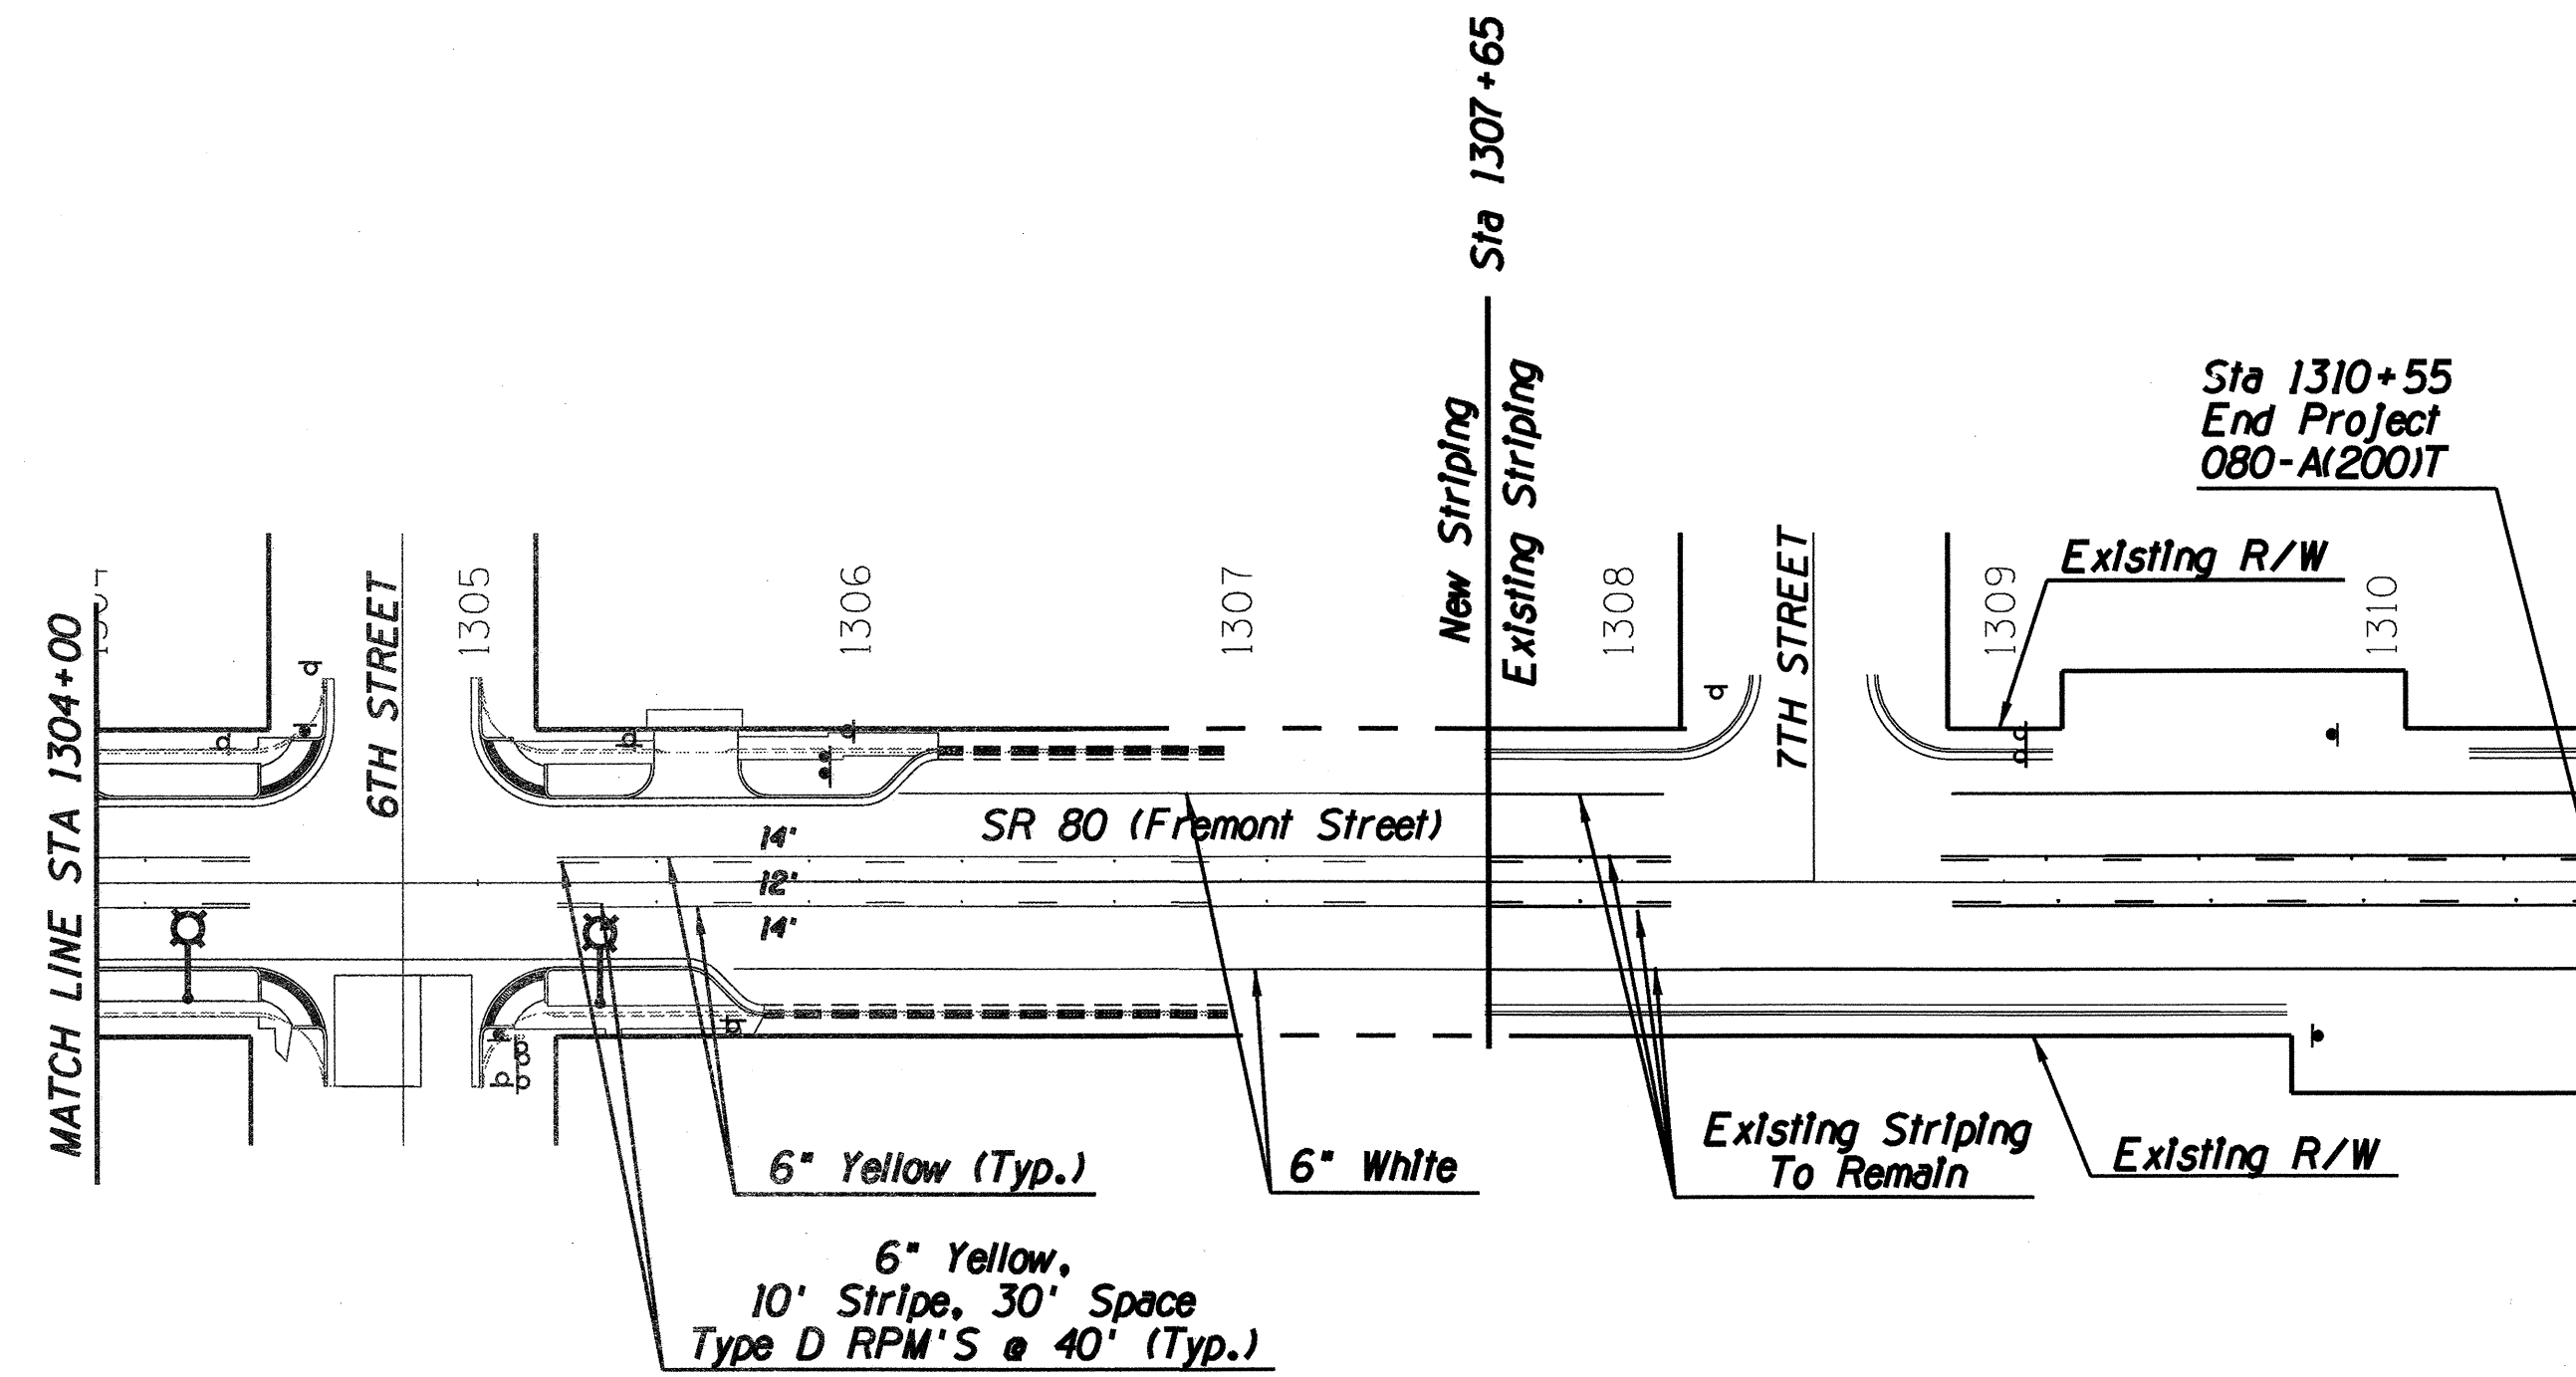 Sta 1307+65
New Striping
Existing Striping
Sta 1310+55
End Project
080-A(200)T
Existing R/W
MATCH LINE STA 1304+00
6TH STREET
1305
1306
1307
1308
7TH STREET
1309
1310
SR 80 (Fremont Street)
14'
12'
14'
6" Yellow (Typ.)
6" White
Existing Striping
To Remain
Existing R/W
6" Yellow,
10' Stripe, 30' Space
Type D RPM'S @ 40' (Typ.)